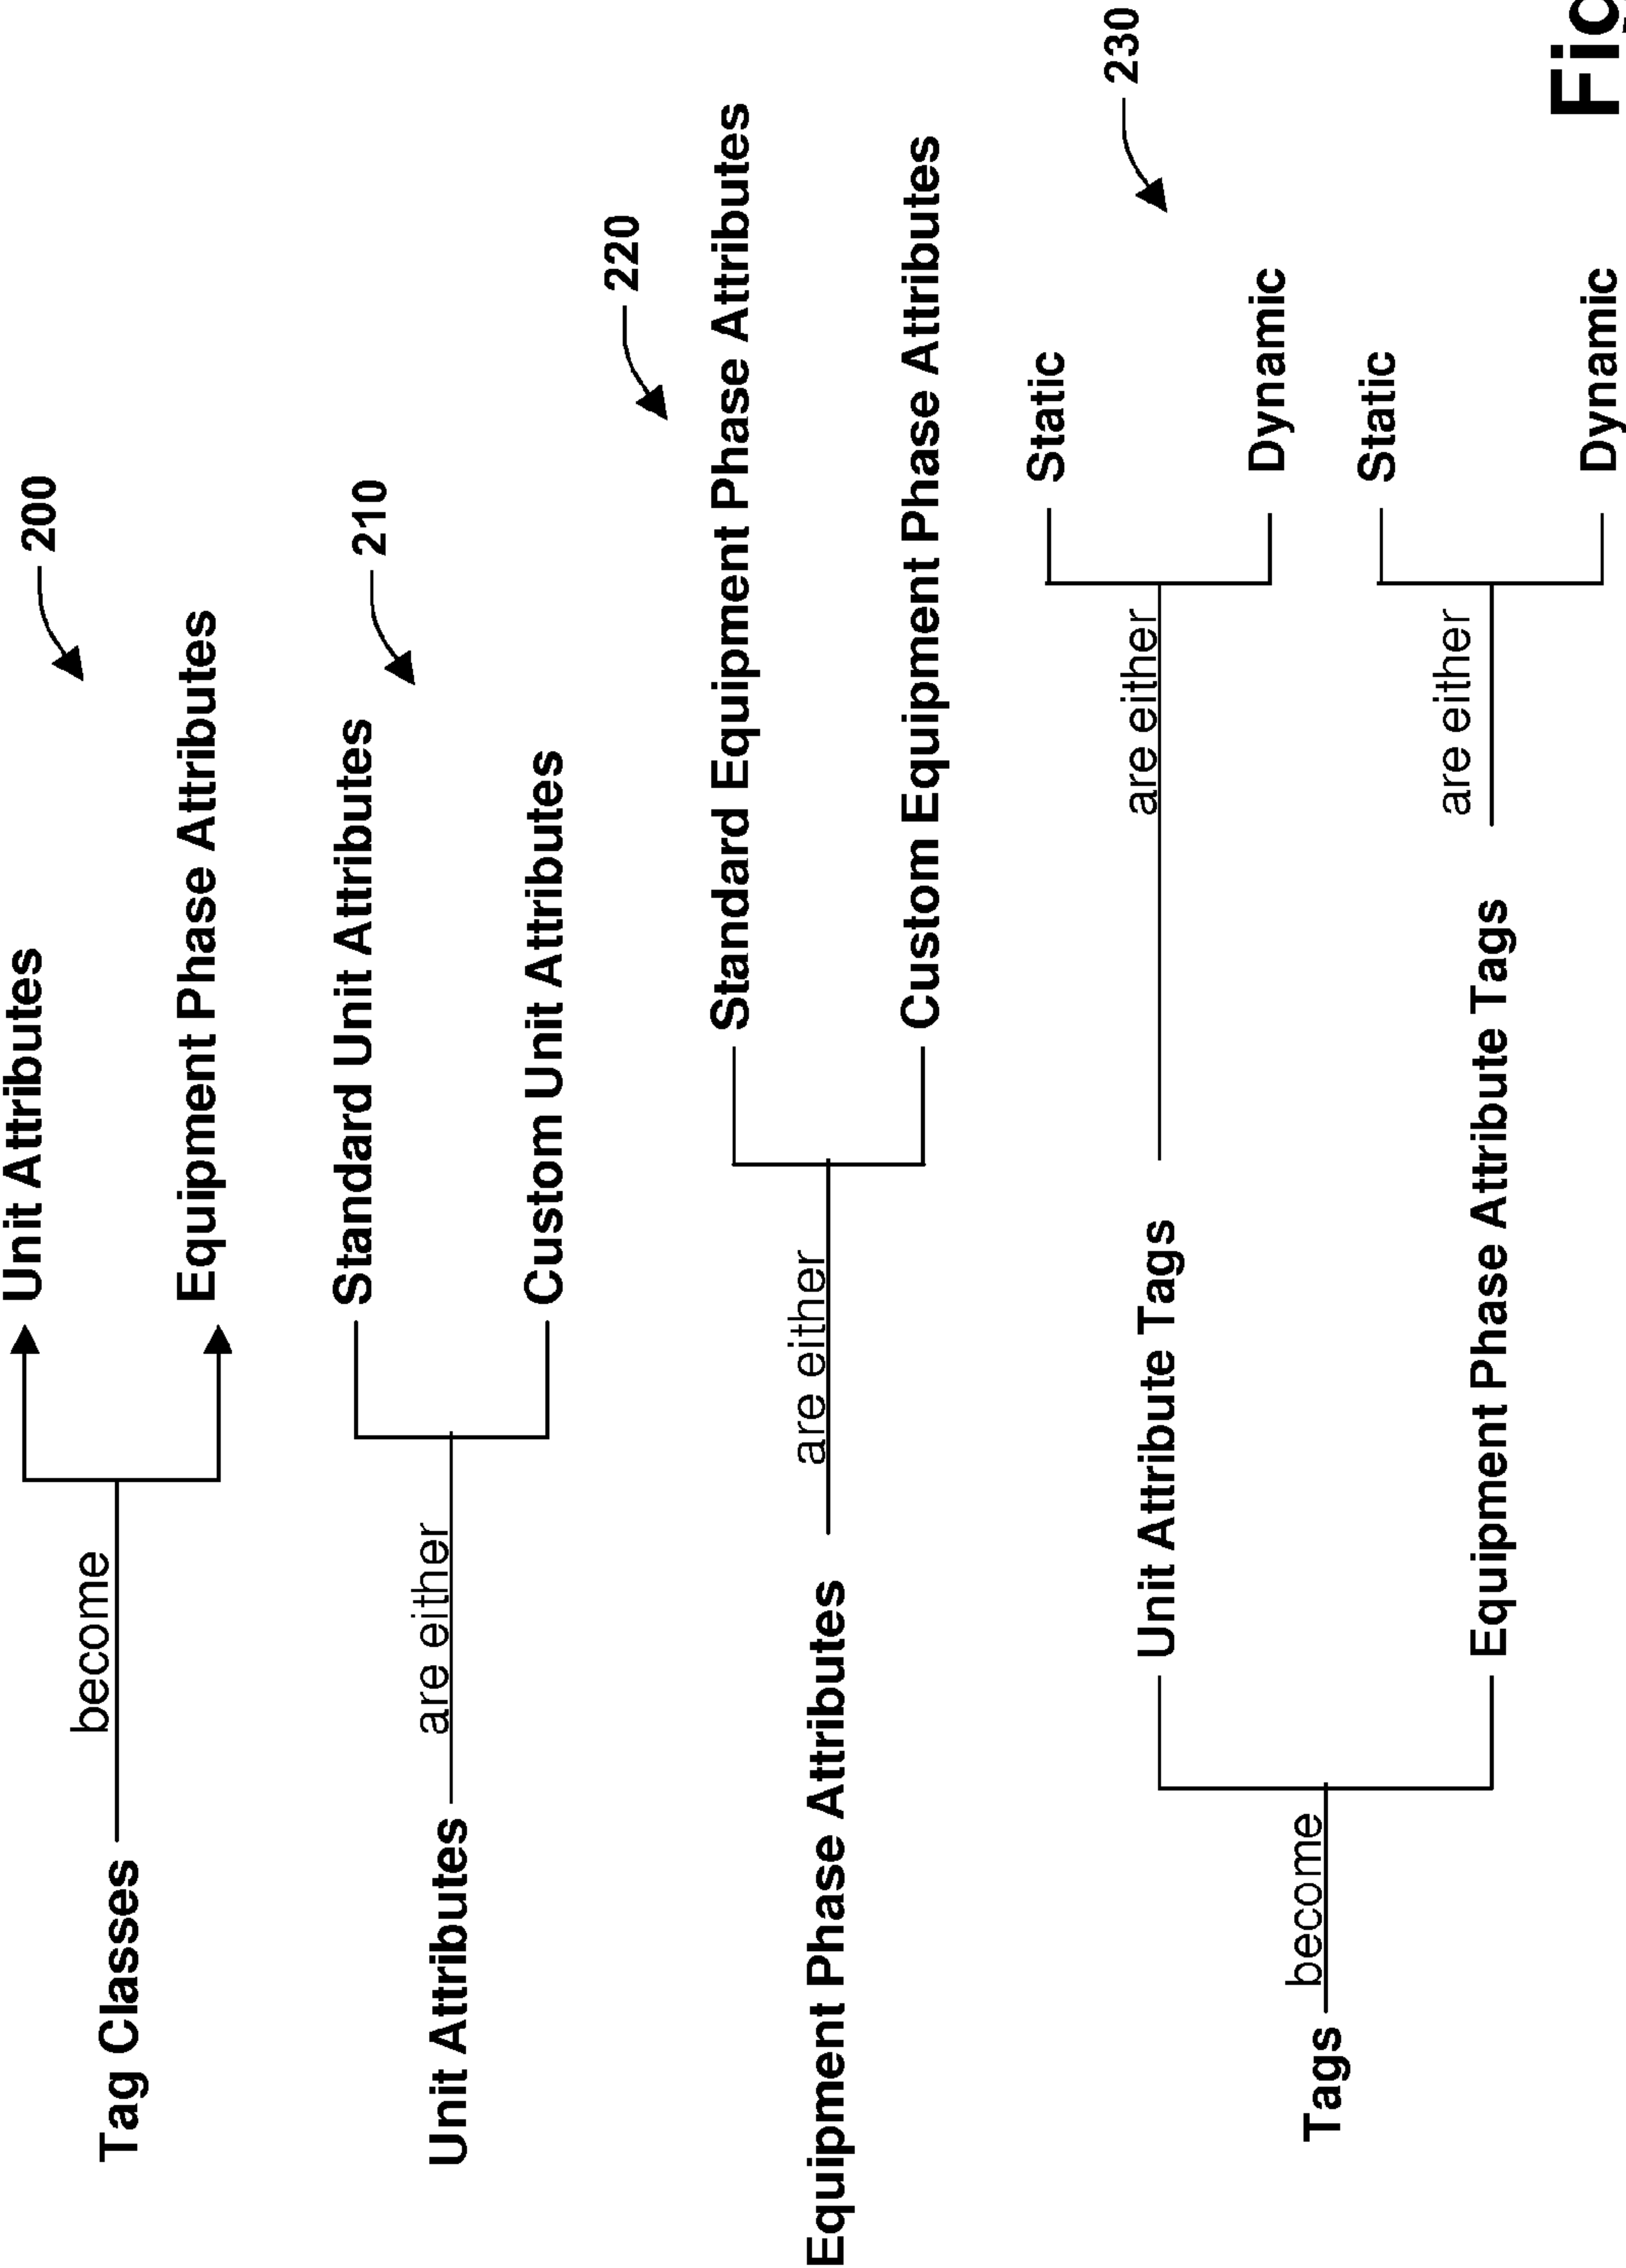 200
Unit Attributes
become
Tag Classes
Equipment Phase Attributes
210
Standard Unit Attributes
are either
Unit Attributes
Custom Unit Attributes
220
Standard Equipment Phase Attributes
are either
Equipment Phase Attributes
Custom Equipment Phase Attributes
230
Static
Unit Attribute Tags
are either
Dynamic
become
Tags
Static
Equipment Phase Attribute Tags
are either
Dynamic